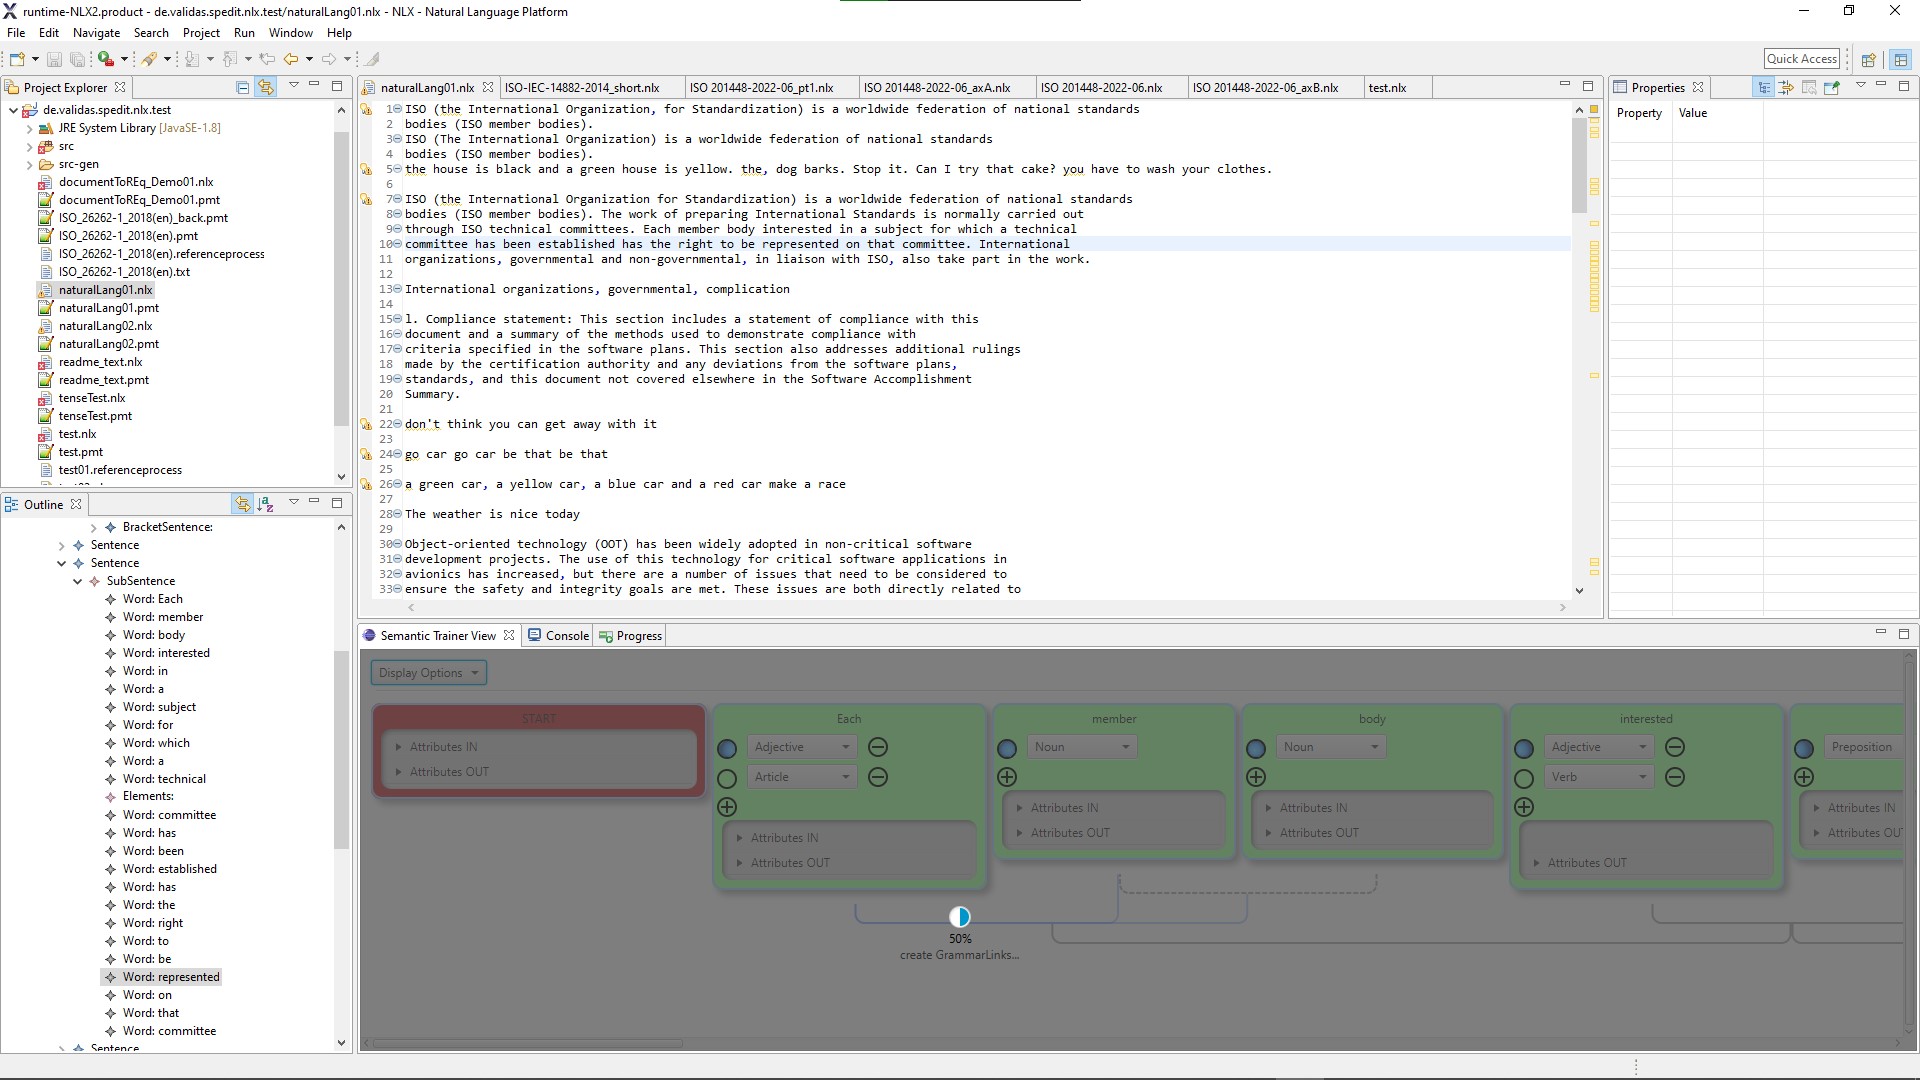 runtime-NLX2.product - de.validas.spedit.nlx.test/naturalLang01.nlx - NLX - Natural Language Platform
File Edit Navigate Search Project Run Window Help
Quick Access
Project Explorer
de.validas.spedit.nlx.test
JRE System Library [JavaSE-1.8]
src
src-gen
documentToREq_Demo01.nlx
documentToREq_Demo01.pmt
ISO_26262-1_2018(en)_back.pmt
ISO_26262-1_2018(en).pmt
ISO_26262-1_2018(en).referenceprocess
ISO_26262-1_2018(en).txt
naturalLang01.nlx
naturalLang01.pmt
naturalLang02.nlx
naturalLang02.pmt
readme_text.nlx
readme_text.pmt
tenseTest.nlx
tenseTest.pmt
test.nlx
test.pmt
test01.referenceprocess
Outline
BracketSentence:
Sentence
Sentence
SubSentence
Word: Each
Word: member
Word: body
Word: interested
Word: in
Word: a
Word: subject
Word: for
Word: which
Word: a
Word: technical
Elements:
Word: committee
Word: has
Word: been
Word: established
Word: has
Word: the
Word: right
Word: to
Word: be
Word: represented
Word: on
Word: that
Word: committee
Sentence
naturalLang01.nlx ISO-IEC-14882-2014_short.nlx ISO 201448-2022-06_pt1.nlx ISO 201448-2022-06_axA.nlx ISO 201448-2022-06.nlx ISO 201448-2022-06_axB.nlx test.nlx
1 ISO (the International Organization, for Standardization) is a worldwide federation of national standards
2 bodies (ISO member bodies).
3 ISO (The International Organization) is a worldwide federation of national standards
4 bodies (ISO member bodies).
5 the house is black and a green house is yellow. the, dog barks. Stop it. Can I try that cake? you have to wash your clothes.
6
7 ISO (the International Organization for Standardization) is a worldwide federation of national standards
8 bodies (ISO member bodies). The work of preparing International Standards is normally carried out
9 through ISO technical committees. Each member body interested in a subject for which a technical
10 committee has been established has the right to be represented on that committee. International
11 organizations, governmental and non-governmental, in liaison with ISO, also take part in the work.
12
13 International organizations, governmental, complication
14
15 l. Compliance statement: This section includes a statement of compliance with this
16 document and a summary of the methods used to demonstrate compliance with
17 criteria specified in the software plans. This section also addresses additional rulings
18 made by the certification authority and any deviations from the software plans,
19 standards, and this document not covered elsewhere in the Software Accomplishment
20 Summary.
21
22 don't think you can get away with it
23
24 go car go car be that be that
25
26 a green car, a yellow car, a blue car and a red car make a race
27
28 The weather is nice today
29
30 Object-oriented technology (OOT) has been widely adopted in non-critical software
31 development projects. The use of this technology for critical software applications in
32 avionics has increased, but there are a number of issues that need to be considered to
33 ensure the safety and integrity goals are met. These issues are both directly related to
Properties
Property Value
Semantic Trainer View Console Progress
Display Options
START
Attributes IN
Attributes OUT
Each
Adjective
Article
Attributes IN
Attributes OUT
member
Noun
Attributes IN
Attributes OUT
body
Noun
Attributes IN
Attributes OUT
interested
Adjective
Verb
Attributes OUT
Preposition
Attributes IN
50%
create GrammarLinks...